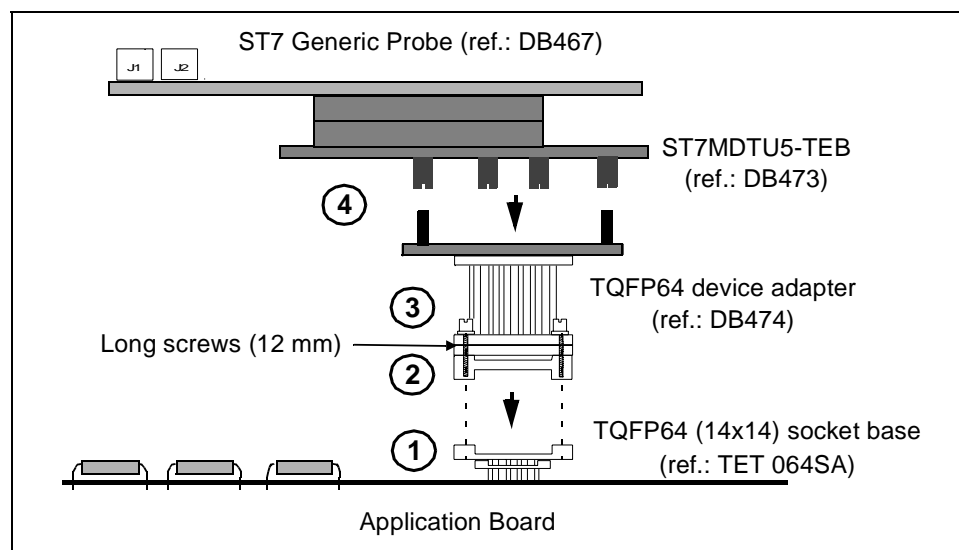 ST7 Generic Probe (ref.: DB467)
J1 J2
ST7MDTU5-TEB
(ref.: DB473)
4
TQFP64 device adapter
(ref.: DB474)
3
Long screws (12 mm)
2
TQFP64 (14x14) socket base
(ref.: TET 064SA)
1
Application Board